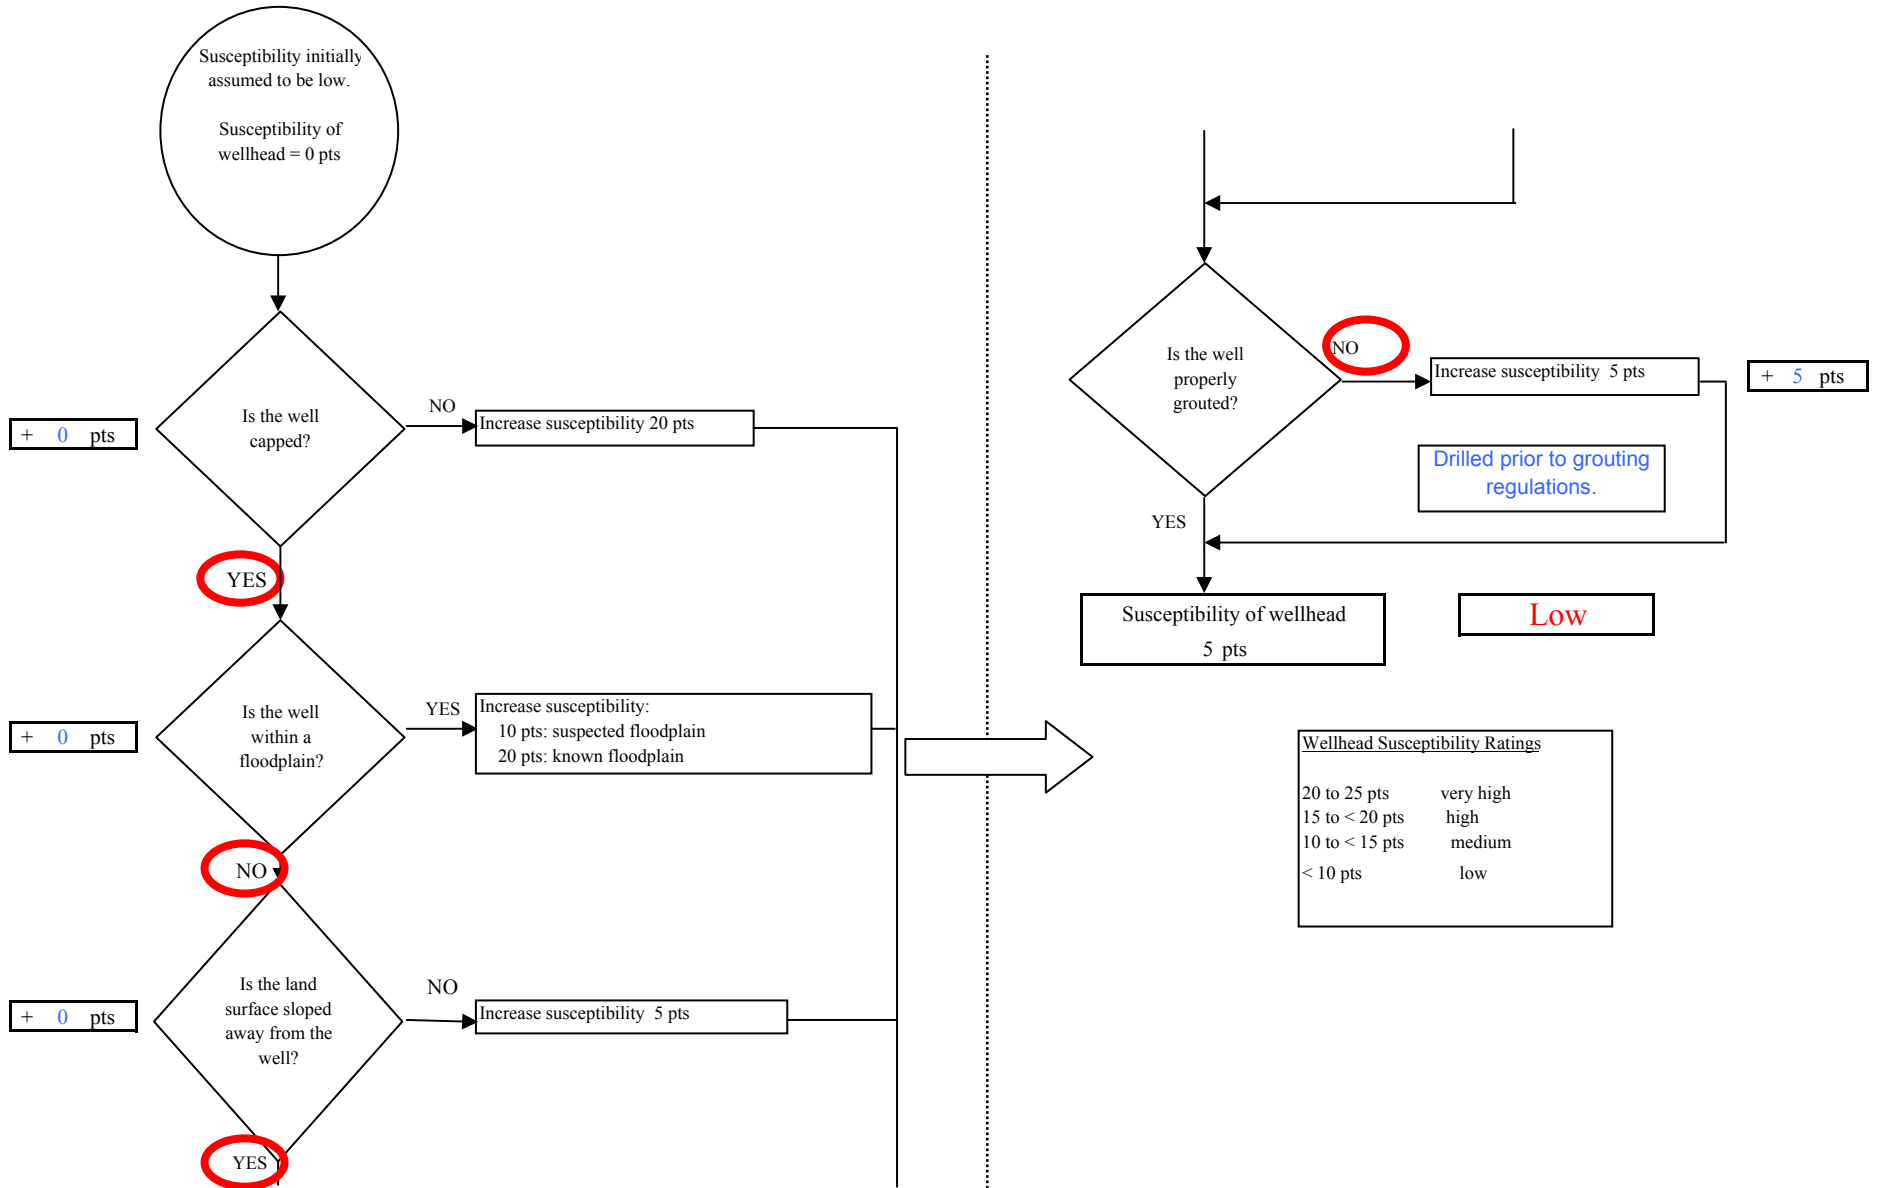 Susceptibility initially
assumed to be low.
Susceptibility of
wellhead = 0 pts
Is the well
capped?
+ 0 pts
NO
Increase susceptibility 20 pts
YES
Is the well
within a
floodplain?
+ 0 pts
YES
Increase susceptibility:
10 pts: suspected floodplain
20 pts: known floodplain
NO
Is the land
surface sloped
away from the
well?
+ 0 pts
NO
Increase susceptibility 5 pts
YES
Is the well
properly
grouted?
NO
Increase susceptibility 5 pts
+ 5 pts
Drilled prior to grouting
regulations.
YES
Susceptibility of wellhead
5 pts
Low
Wellhead Susceptibility Ratings
20 to 25 pts very high
15 to < 20 pts high
10 to < 15 pts medium
< 10 pts low